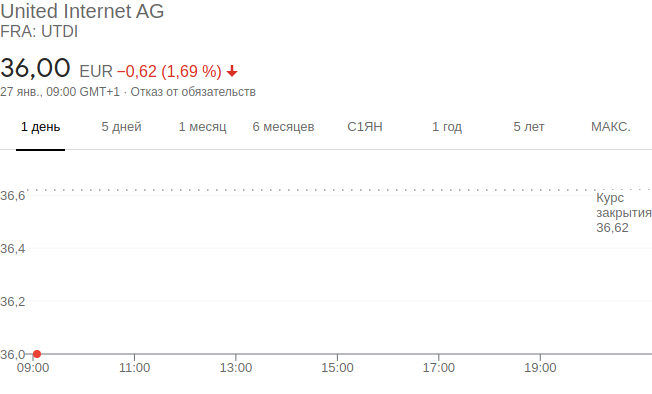 United Internet AG
FRA: UTDI
36,00 EUR −0,62 (1,69 %)
27 янв., 09:00 GMT+1 · Отказ от обязательств
1 день 5 дней 1 месяц 6 месяцев С1ЯН 1 год 5 лет МАКС.
36,6
Курс
закрытия
36,62
36,4
36,2
36,0
09:00 11:00 13:00 15:00 17:00 19:00